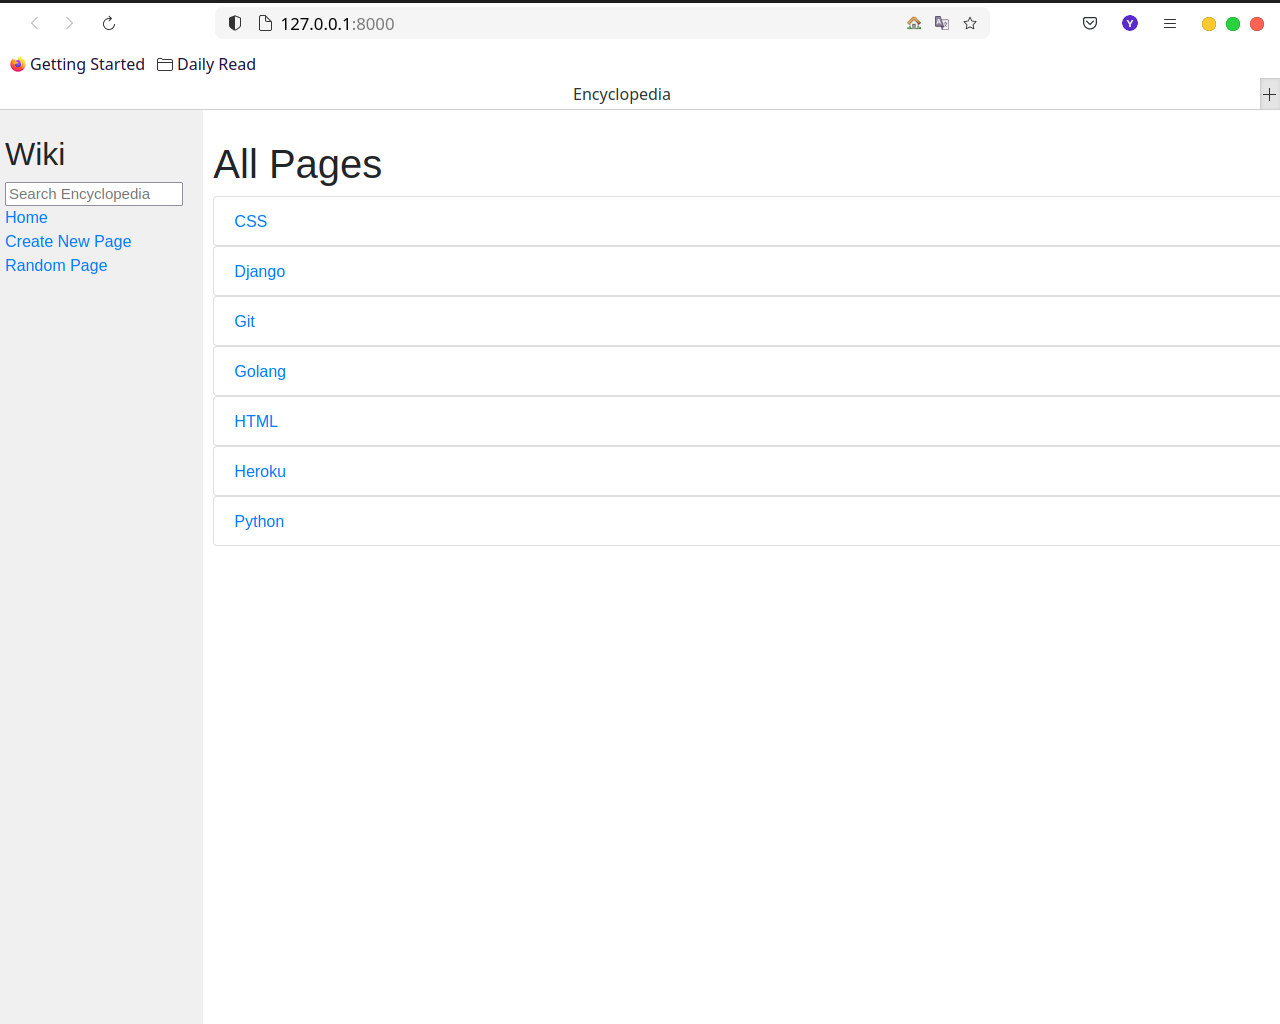 127.0.0.1:8000
Y
Getting Started Daily Read
Encyclopedia
Wiki
Search Encyclopedia
Home
Create New Page
Random Page
All Pages
CSS
Django
Git
Golang
HTML
Heroku
Python